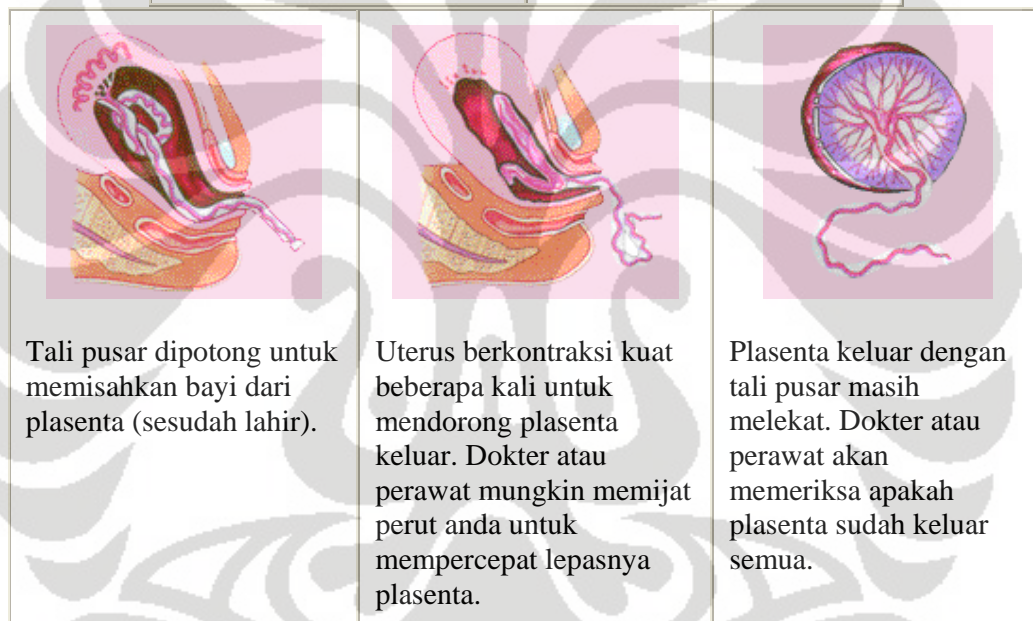 Tali pusar dipotong untuk
memisahkan bayi dari
plasenta (sesudah lahir).
Uterus berkontraksi kuat
beberapa kali untuk
mendorong plasenta
keluar. Dokter atau
perawat mungkin memijat
perut anda untuk
mempercepat lepasnya
plasenta.
Plasenta keluar dengan
tali pusar masih
melekat. Dokter atau
perawat akan
memeriksa apakah
plasenta sudah keluar
semua.